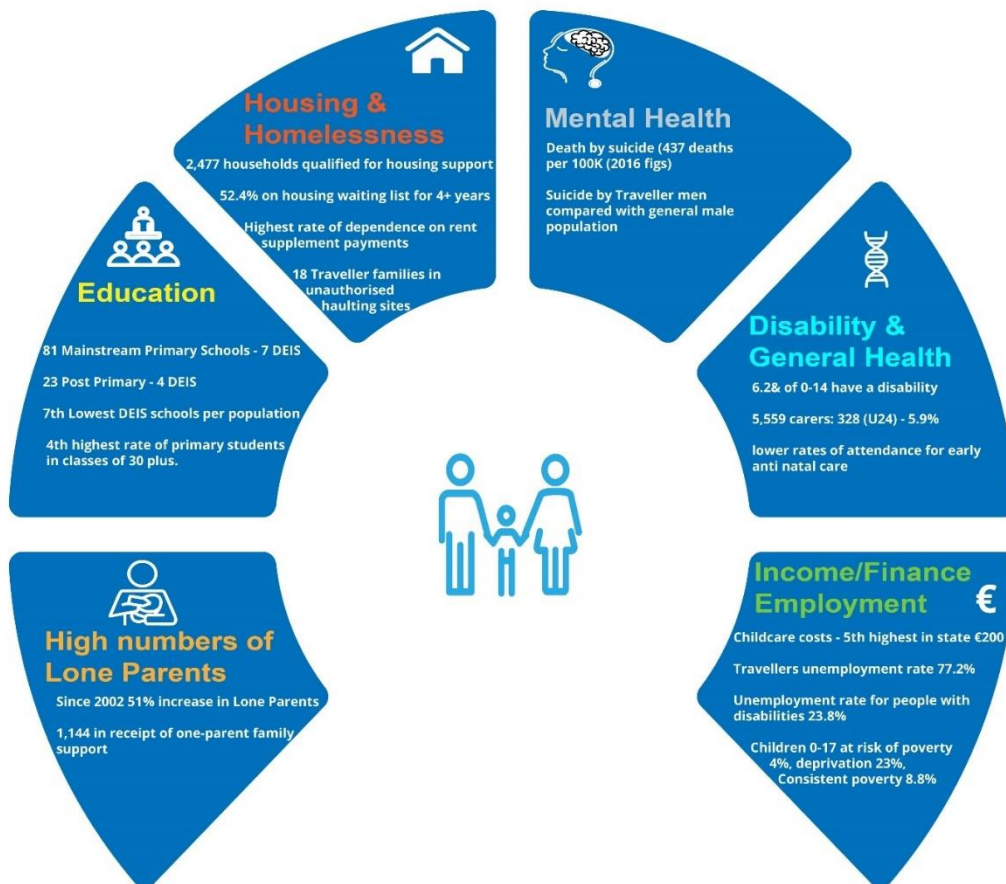 Housing &
Homelessness
2,477 households qualified for housing support
52.4% on housing waiting list for 4+ years
Highest rate of dependence on rent
supplement payments
18 Traveller families in
unauthorised
haulting sites
Mental Health
Death by suicide (437 deaths
per 100K (2016 figs)
Suicide by Traveller men
compared with general male
population
Education
81 Mainstream Primary Schools - 7 DEIS
23 Post Primary - 4 DEIS
7th Lowest DEIS schools per population
4th highest rate of primary students
in classes of 30 plus.
Disability &
General Health
6.2& of 0-14 have a disability
5,559 carers: 328 (U24) - 5.9%
lower rates of attendance for early
anti natal care
High numbers of
Lone Parents
Since 2002 51% increase in Lone Parents
1,144 in receipt of one-parent family
support
Income/Finance
Employment €
Childcare costs - 5th highest in state €200
Travellers unemployment rate 77.2%
Unemployment rate for people with
disabilities 23.8%
Children 0-17 at risk of poverty
4%, deprivation 23%,
Consistent poverty 8.8%